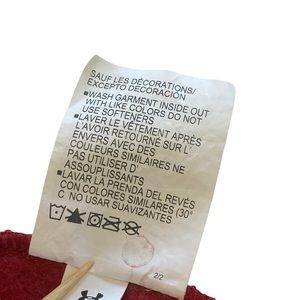 SAUF LES DÉCORATIONS/
EXCEPTO DECORACIÓN
▪WASH GARMENT INSIDE OUT
WITH LIKE COLORS DO NOT
USE SOFTENERS
▪LAVER LE VÊTEMENT APRÈS
L'AVOIR RETOURNÉ SUR L'
ENVERS AVEC DES
COULEURS SIMILAIRES NE
PAS UTILISER D'
ASSOUPLISSANTS
▪LAVAR LA PRENDA DEL REVÉS
CON COLORES SIMILARES (30°
C) NO USAR SUAVIZANTES
2/2